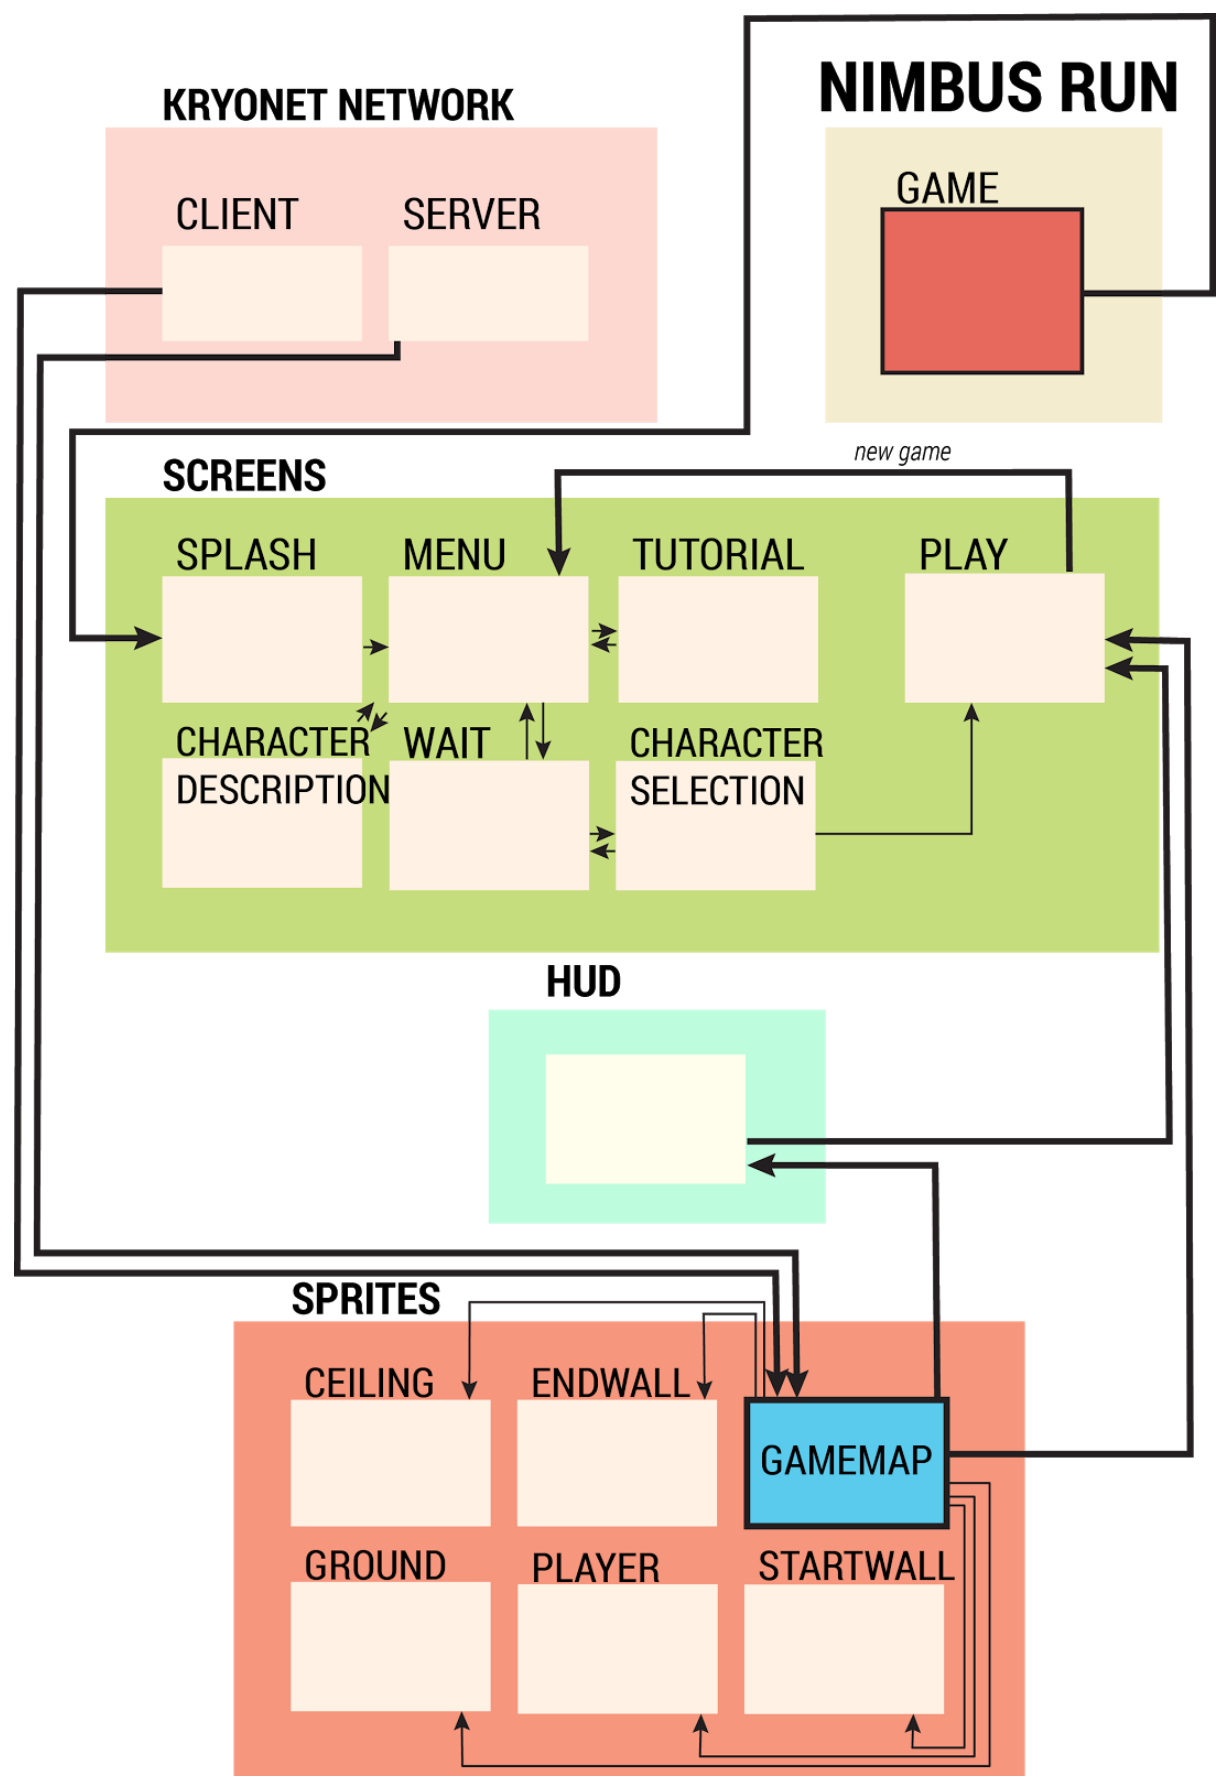 NIMBUS RUN
KRYONET NETWORK
GAME
CLIENT
SERVER
new game
SCREENS
SPLASH
MENU
TUTORIAL
PLAY
CHARACTER
DESCRIPTION
WAIT
CHARACTER
SELECTION
HUD
SPRITES
CEILING
ENDWALL
GAMEMAP
GROUND
PLAYER
STARTWALL